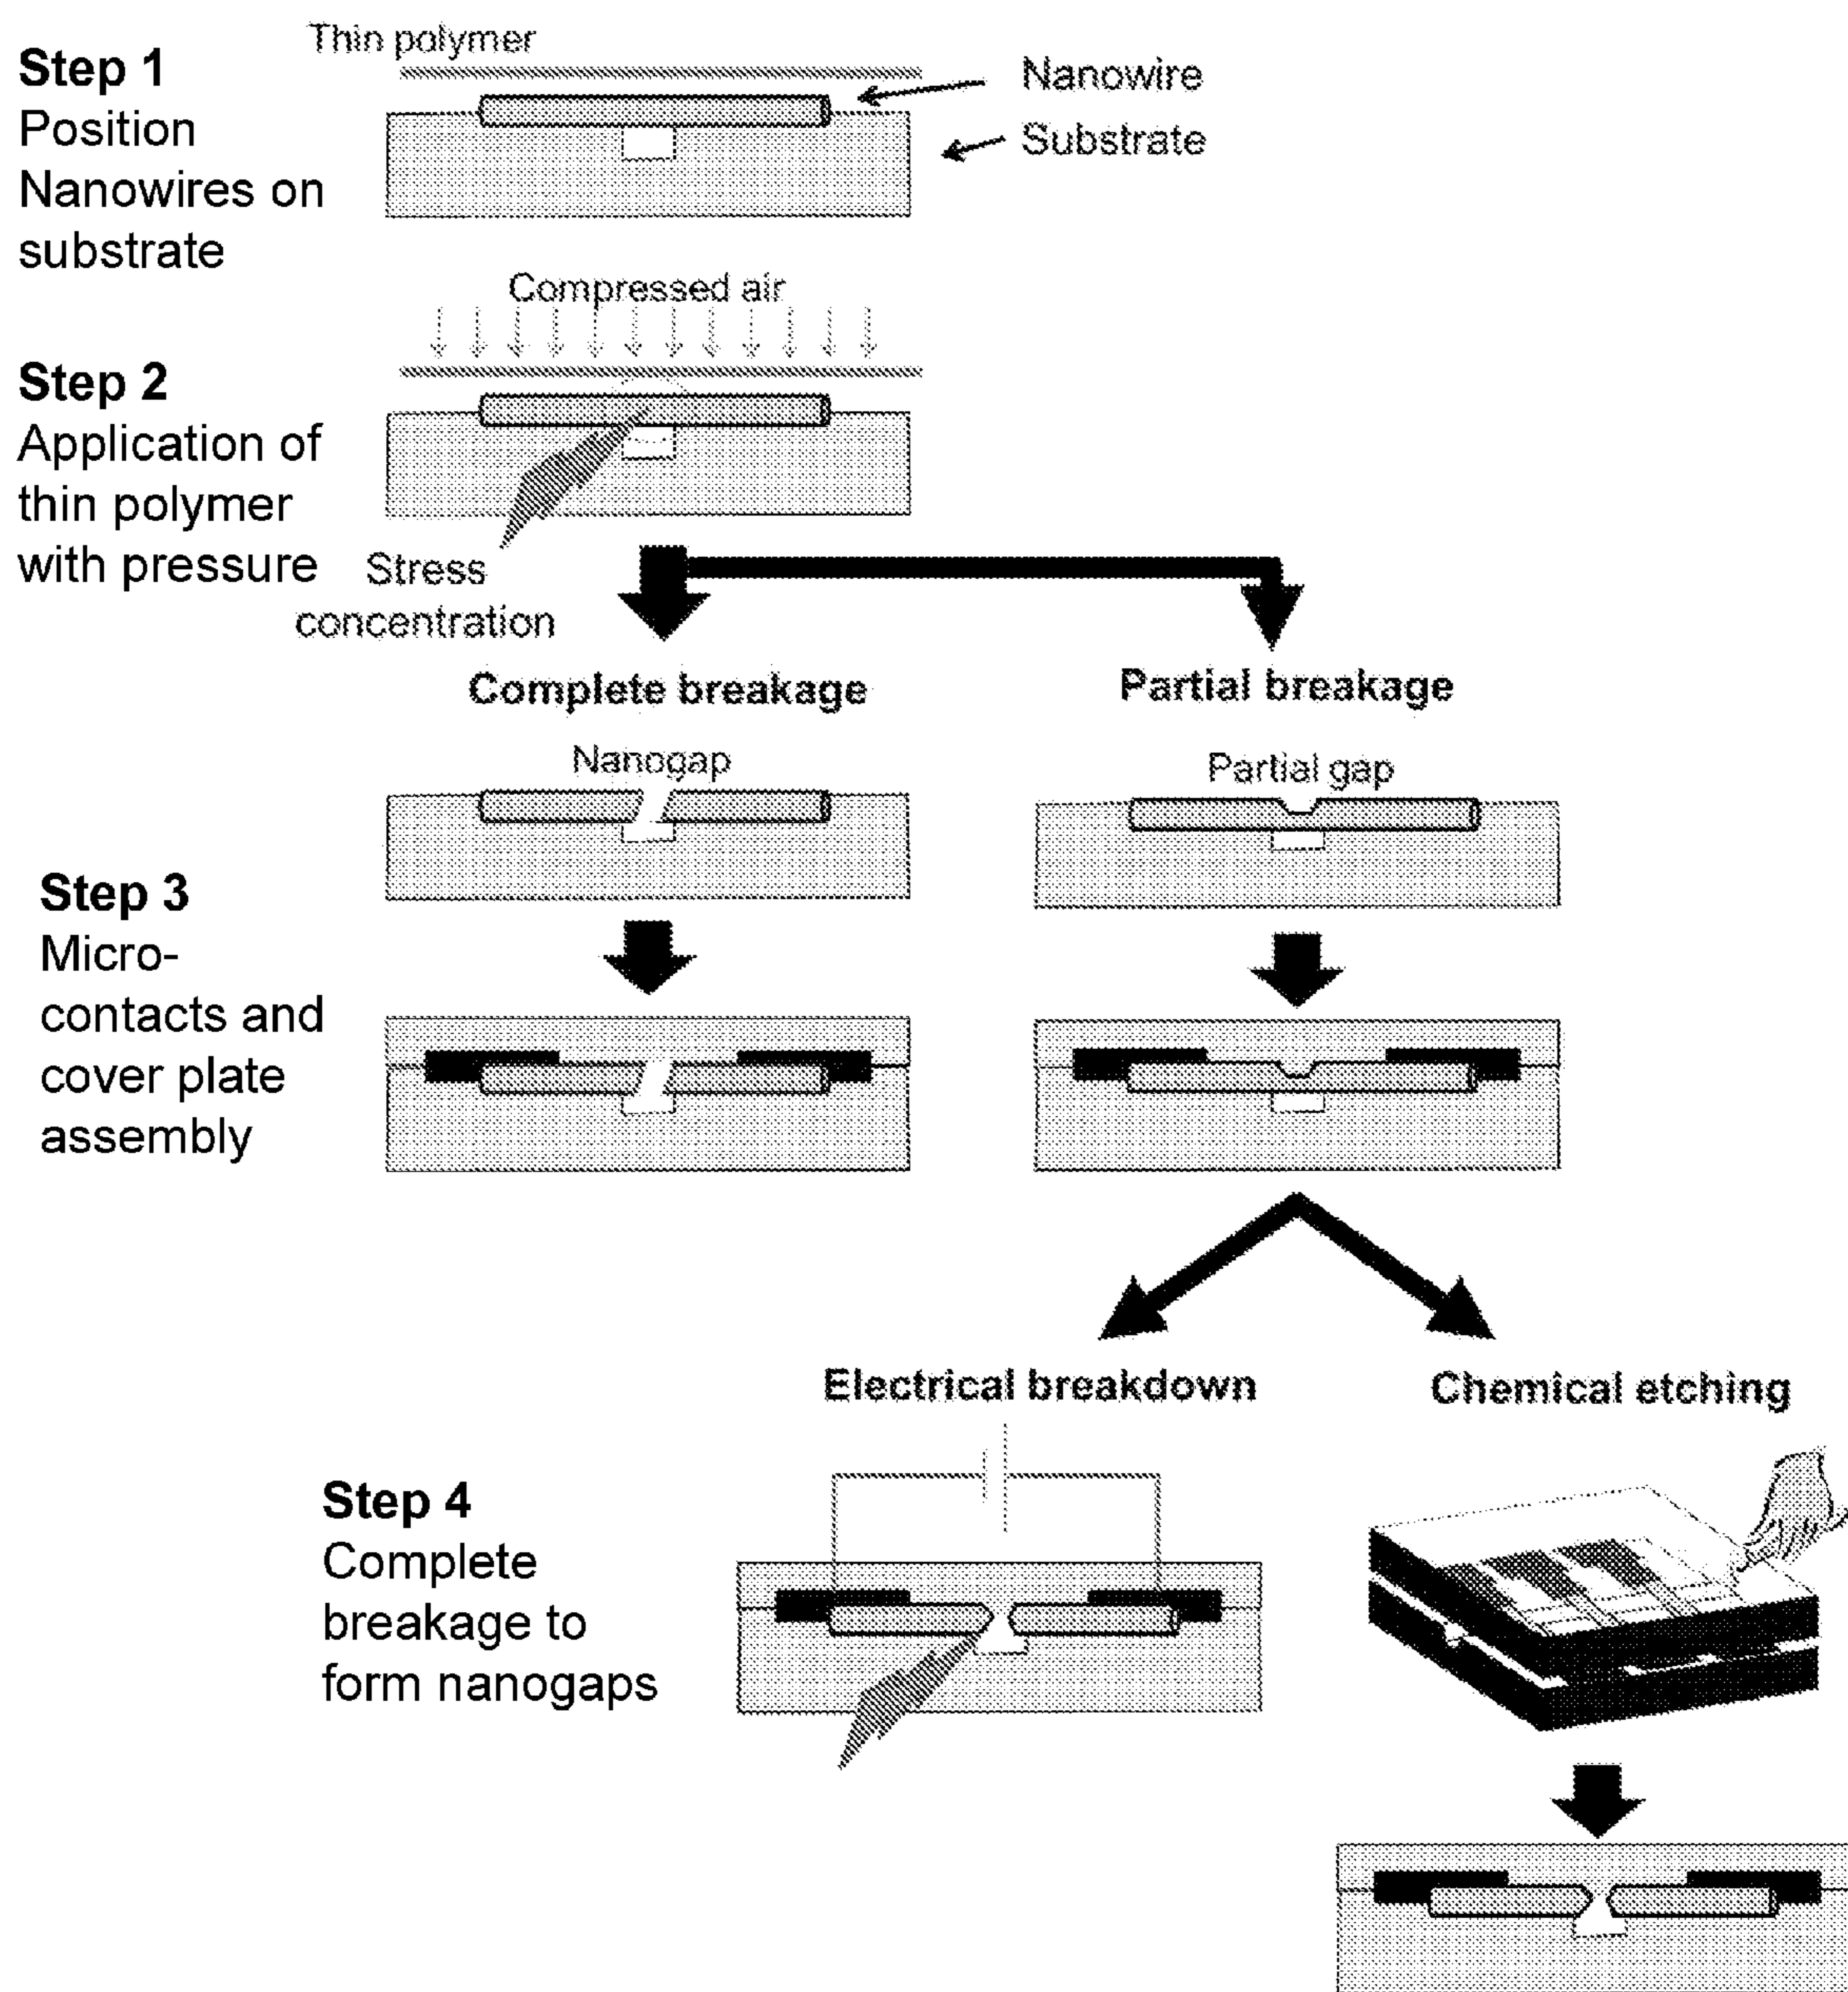 Thin polymer
Step 1
Position
Nanowires on
substrate
Nanowire
Substrate
Compressed air
Step 2
Application of
thin polymer
with pressure
Stress
concentration
Complete breakage
Partial breakage
Nanogap
Partial gap
Step 3
Micro-
contacts and
cover plate
assembly
Electrical breakdown
Chemical etching
Step 4
Complete
breakage to
form nanogaps